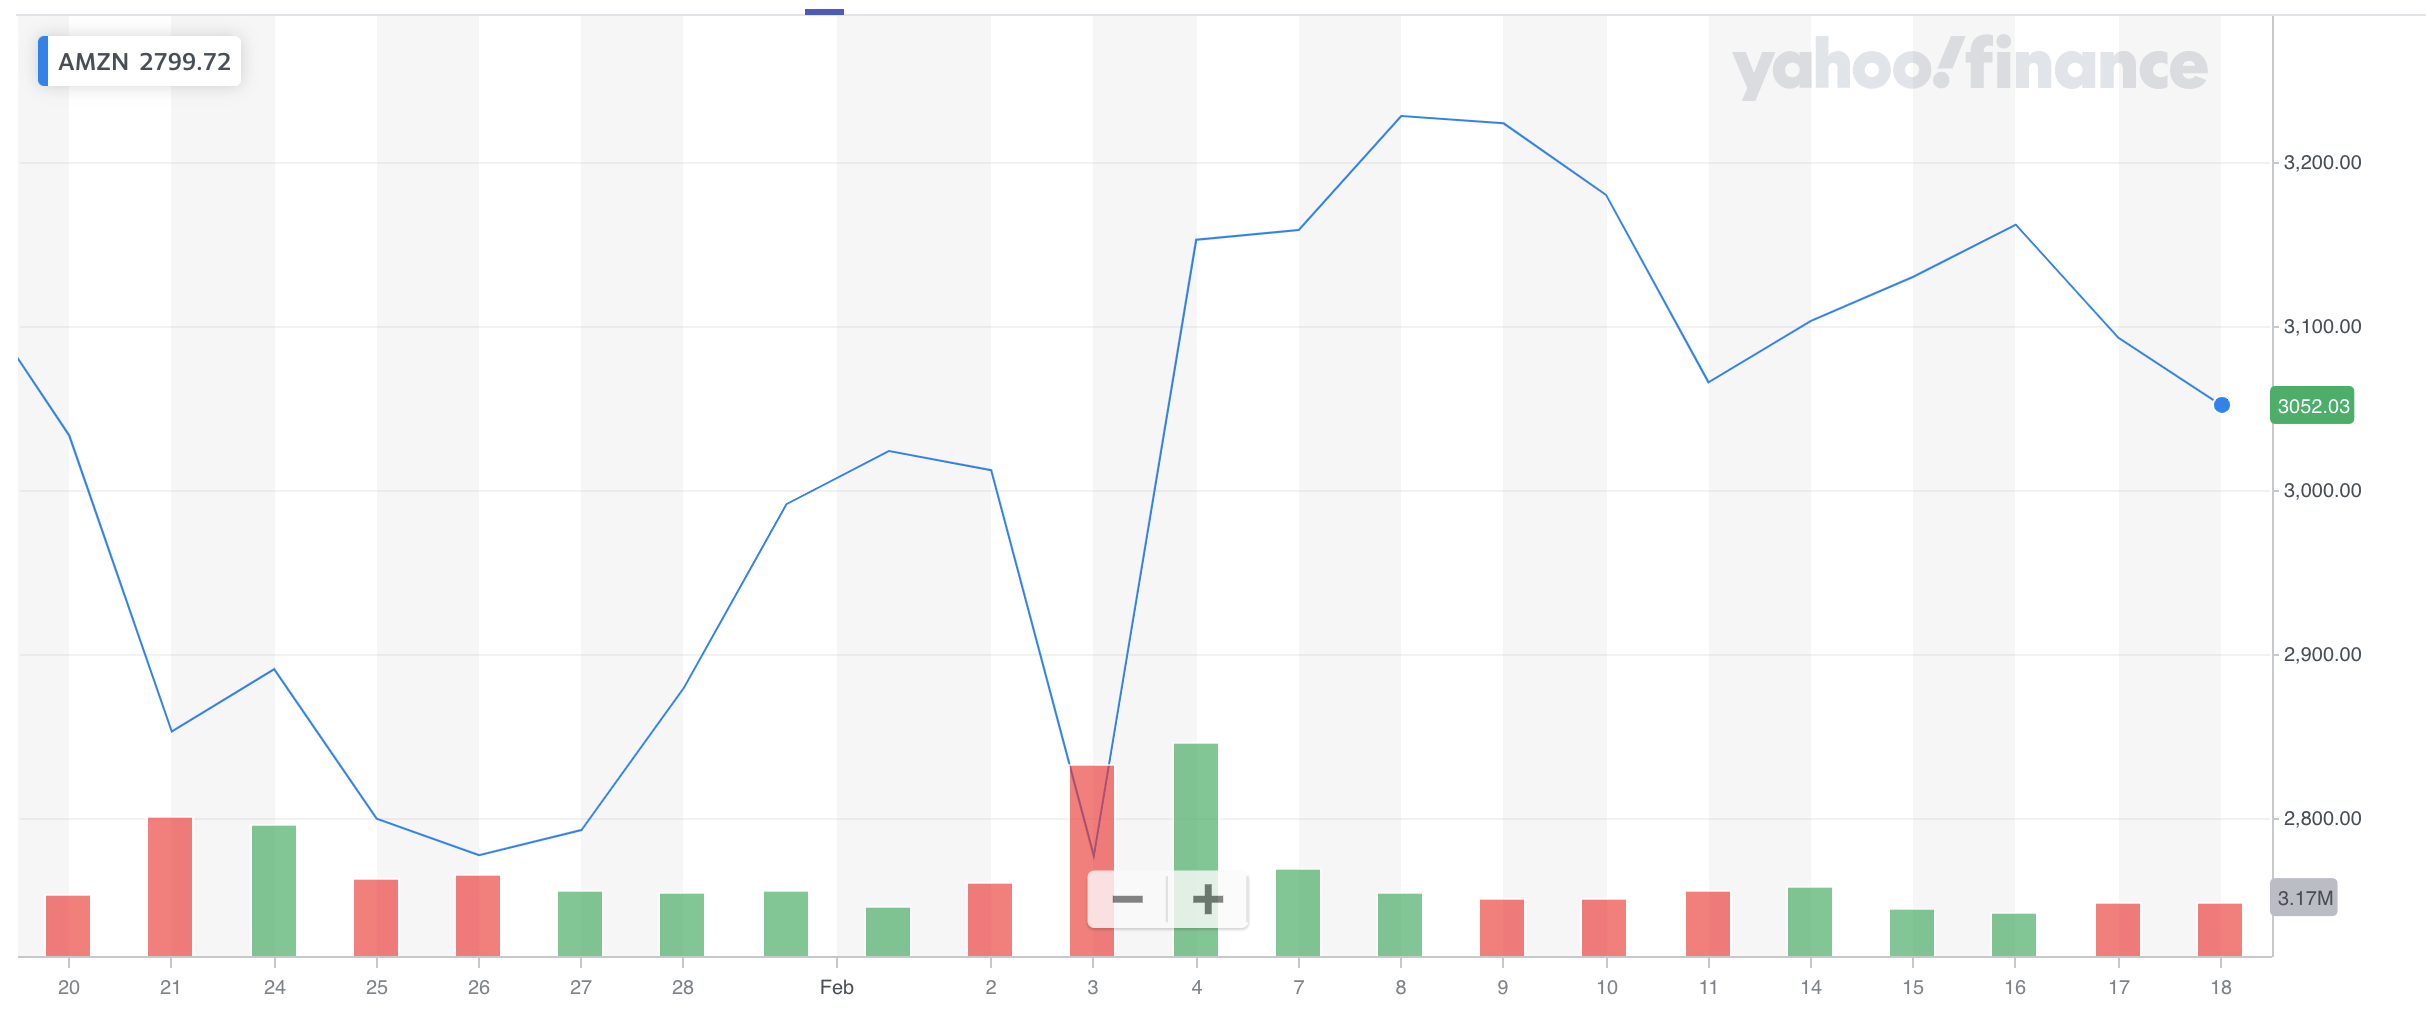 AMZN 2799.72
yahoo!finance
3,200.00
3,100.00
3052.03
3,000.00
2,900.00
2,800.00
3.17M
− +
20 21 24 25 26 27 28 Feb 2 3 4 7 8 9 10 11 14 15 16 17 18